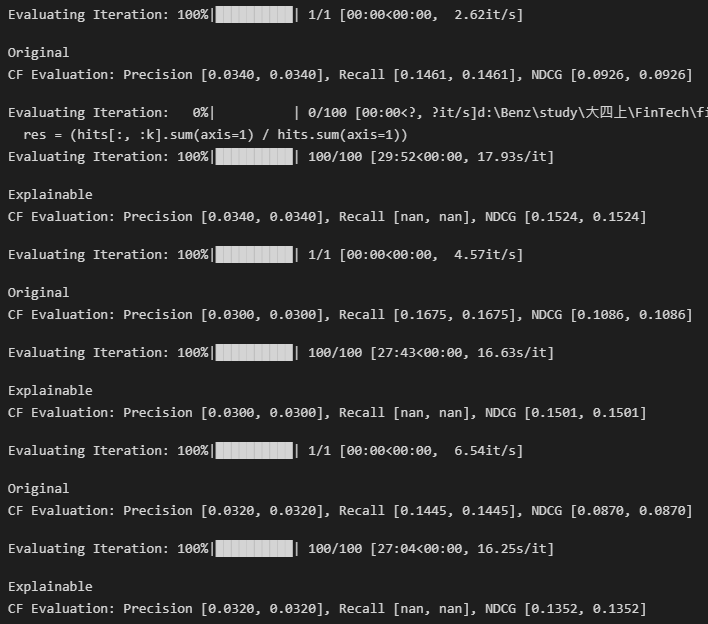 Evaluating Iteration: 100%|██████████| 1/1 [00:00<00:00,  2.62it/s]
Original
CF Evaluation: Precision [0.0340, 0.0340], Recall [0.1461, 0.1461], NDCG [0.0926, 0.0926]
Evaluating Iteration:   0%|          | 0/100 [00:00<?, ?it/s]d:\Benz\study\大四上\FinTech\fi
  res = (hits[:, :k].sum(axis=1) / hits.sum(axis=1))
Evaluating Iteration: 100%|██████████| 100/100 [29:52<00:00, 17.93s/it]
Explainable
CF Evaluation: Precision [0.0340, 0.0340], Recall [nan, nan], NDCG [0.1524, 0.1524]
Evaluating Iteration: 100%|██████████| 1/1 [00:00<00:00,  4.57it/s]
Original
CF Evaluation: Precision [0.0300, 0.0300], Recall [0.1675, 0.1675], NDCG [0.1086, 0.1086]
Evaluating Iteration: 100%|██████████| 100/100 [27:43<00:00, 16.63s/it]
Explainable
CF Evaluation: Precision [0.0300, 0.0300], Recall [nan, nan], NDCG [0.1501, 0.1501]
Evaluating Iteration: 100%|██████████| 1/1 [00:00<00:00,  6.54it/s]
Original
CF Evaluation: Precision [0.0320, 0.0320], Recall [0.1445, 0.1445], NDCG [0.0870, 0.0870]
Evaluating Iteration: 100%|██████████| 100/100 [27:04<00:00, 16.25s/it]
Explainable
CF Evaluation: Precision [0.0320, 0.0320], Recall [nan, nan], NDCG [0.1352, 0.1352]